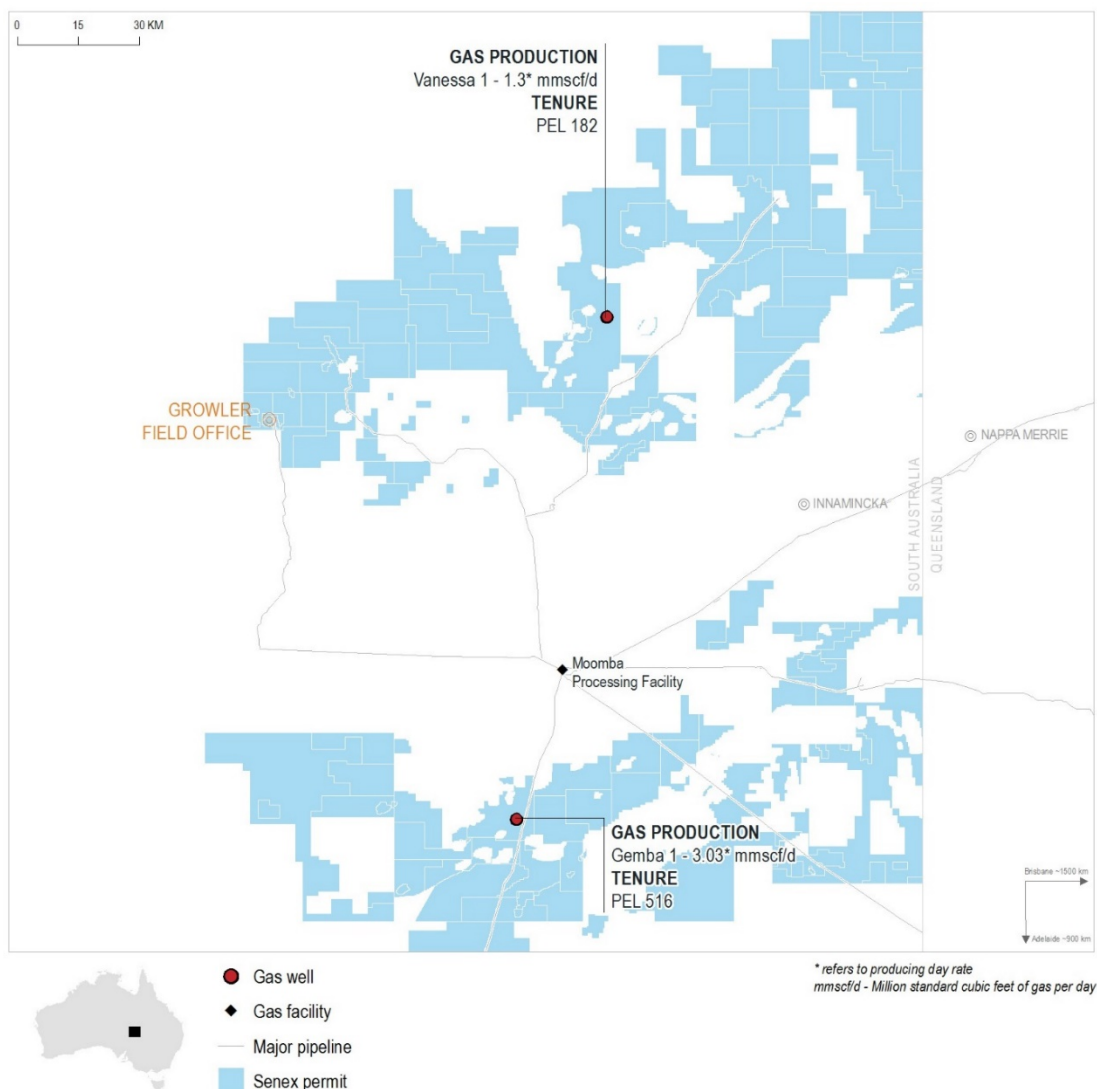 0 15 30 KM
GAS PRODUCTION
Vanessa 1 - 1.3* mmscf/d
TENURE
PEL 182
GROWLER
FIELD OFFICE
NAPPA MERRIE
INNAMINCKA
SOUTH AUSTRALIA
QUEENSLAND
Moomba
Processing Facility
GAS PRODUCTION
Gemba 1 - 3.03* mmscf/d
TENURE
PEL 516
Brisbane ~1500 km
Adelaide ~900 km
* refers to producing day rate
mmscf/d - Million standard cubic feet of gas per day
Gas well
Gas facility
Major pipeline
Senex permit